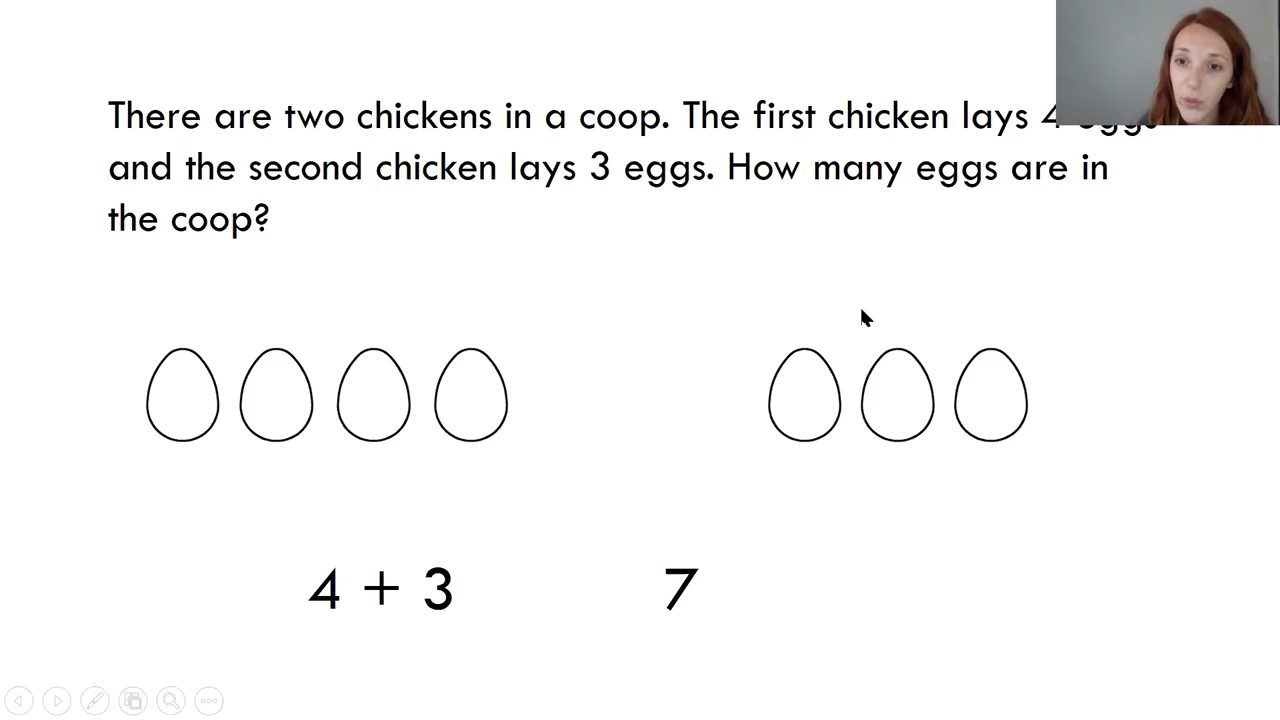 There are two chickens in a coop. The first chicken lays 4 eggs
and the second chicken lays 3 eggs. How many eggs are in
the coop?
4 + 3 7